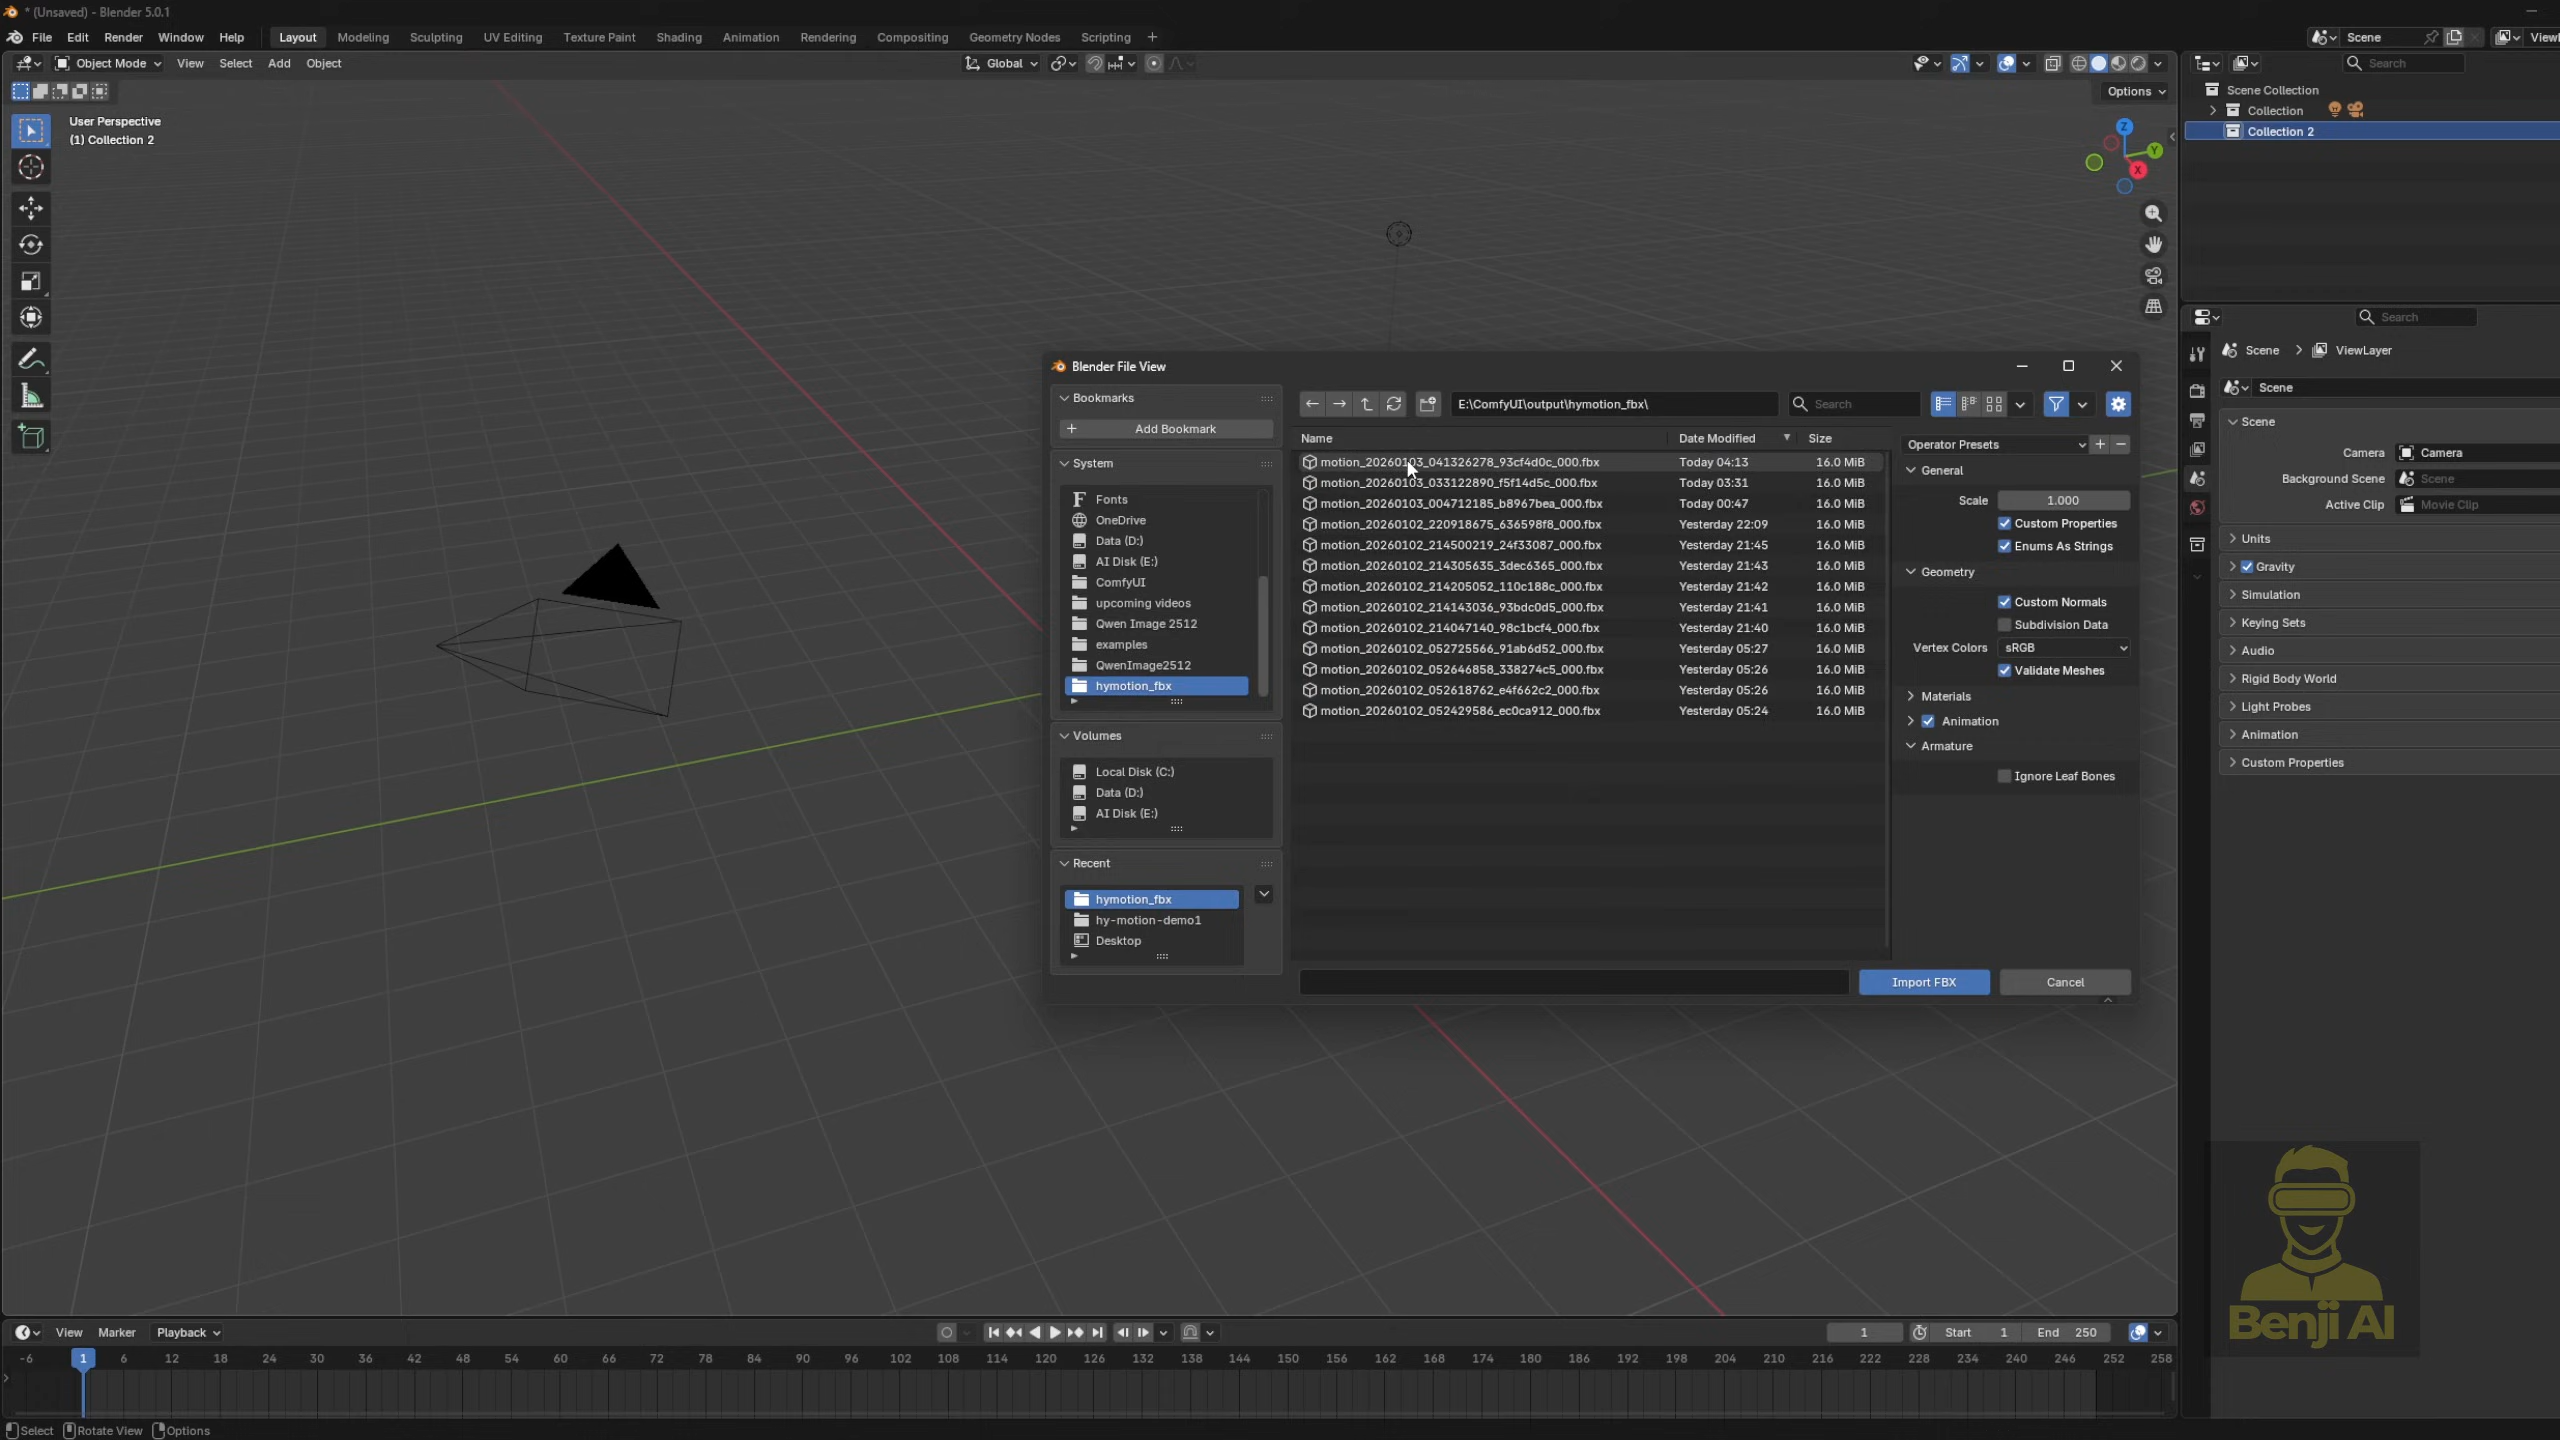 * (Unsaved) - Blender 5.0.1
File Edit Render Window Help Layout Modeling Sculpting UV Editing Texture Paint Shading Animation Rendering Compositing Geometry Nodes Scripting +
Scene
Object Mode View Select Add Object
Global
Search
Options
User Perspective
(1) Collection 2
Z
Y
X
Scene Collection
Collection
Collection 2
Search
Scene > ViewLayer
Scene
Scene
Camera Camera
Background Scene Scene
Active Clip Movie Clip
Units
Gravity
Simulation
Keying Sets
Audio
Rigid Body World
Light Probes
Animation
Custom Properties
Blender File View
Bookmarks
Add Bookmark
System
Fonts
OneDrive
Data (D:)
AI Disk (E:)
ComfyUI
upcoming videos
Qwen Image 2512
examples
QwenImage2512
hymotion_fbx
Volumes
Local Disk (C:)
Data (D:)
AI Disk (E:)
Recent
hymotion_fbx
hy-motion-demo1
Desktop
E:\ComfyUI\output\hymotion_fbx\
Search
Name Date Modified Size
motion_20260103_041326278_93cf4d0c_000.fbx Today 04:13 16.0 MiB
motion_20260103_033122890_f5f14d5c_000.fbx Today 03:31 16.0 MiB
motion_20260103_004712185_b8967bea_000.fbx Today 00:47 16.0 MiB
motion_20260102_220918675_636598f8_000.fbx Yesterday 22:09 16.0 MiB
motion_20260102_214500219_24f33087_000.fbx Yesterday 21:45 16.0 MiB
motion_20260102_214305635_3dec6365_000.fbx Yesterday 21:43 16.0 MiB
motion_20260102_214205052_110c188c_000.fbx Yesterday 21:42 16.0 MiB
motion_20260102_214143036_93bdc0d5_000.fbx Yesterday 21:41 16.0 MiB
motion_20260102_214047140_98c1bcf4_000.fbx Yesterday 21:40 16.0 MiB
motion_20260102_052725566_91ab6d52_000.fbx Yesterday 05:27 16.0 MiB
motion_20260102_052646858_338274c5_000.fbx Yesterday 05:26 16.0 MiB
motion_20260102_052618762_e4f662c2_000.fbx Yesterday 05:26 16.0 MiB
motion_20260102_052429586_ec0ca912_000.fbx Yesterday 05:24 16.0 MiB
Operator Presets
General
Scale 1.000
Custom Properties
Enums As Strings
Geometry
Custom Normals
Subdivision Data
Vertex Colors sRGB
Validate Meshes
Materials
Animation
Armature
Ignore Leaf Bones
Import FBX Cancel
Benji AI
View Marker Playback
1 Start 1 End 250
-6 1 6 12 18 24 30 36 42 48 54 60 66 72 78 84 90 96 102 108 114 120 126 132 138 144 150 156 162 168 174 180 186 192 198 204 210 216 222 228 234 240 246 252 258
Select Rotate View Options